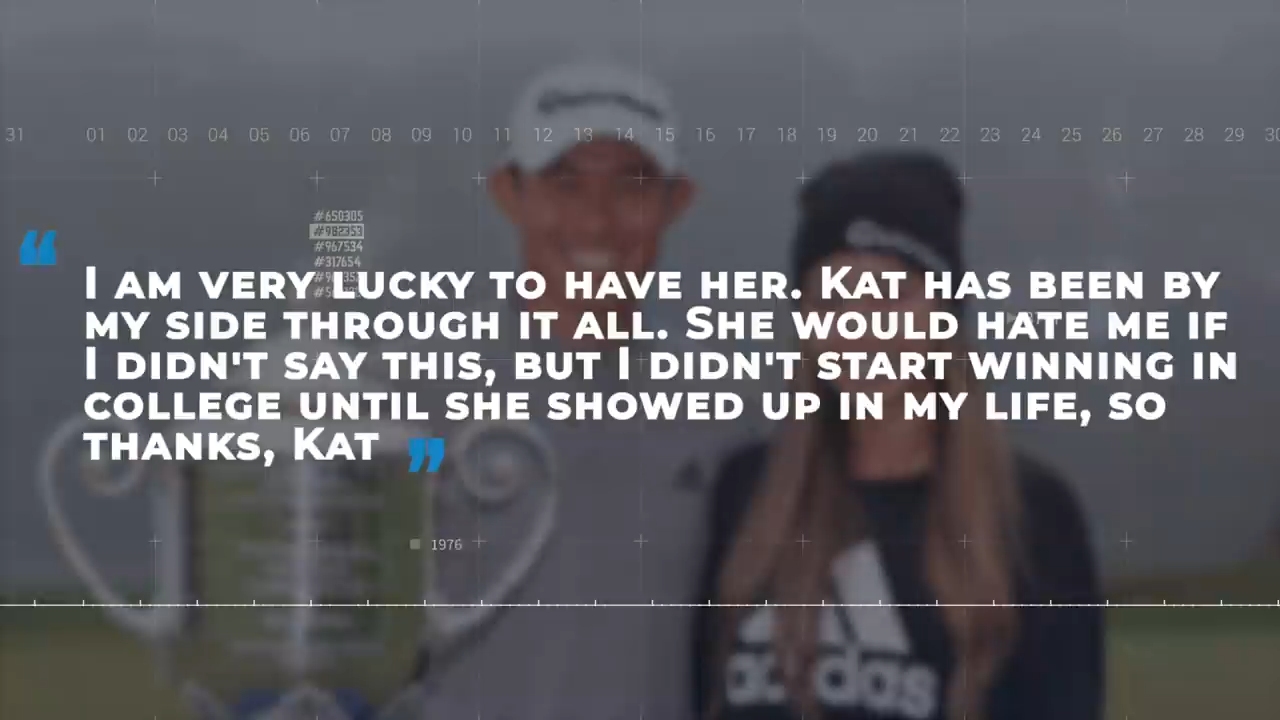 31 01 02 03 04 05 06 07 08 09 10 11 12 13 14 15 16 17 18 19 20 21 22 23 24 25 26 27 28 29 30
#650305
#982353
#967534
#317654
“
I AM VERY LUCKY TO HAVE HER. KAT HAS BEEN BY
MY SIDE THROUGH IT ALL. SHE WOULD HATE ME IF
I DIDN'T SAY THIS, BUT I DIDN'T START WINNING IN
COLLEGE UNTIL SHE SHOWED UP IN MY LIFE, SO
THANKS, KAT ”
1976
adidas